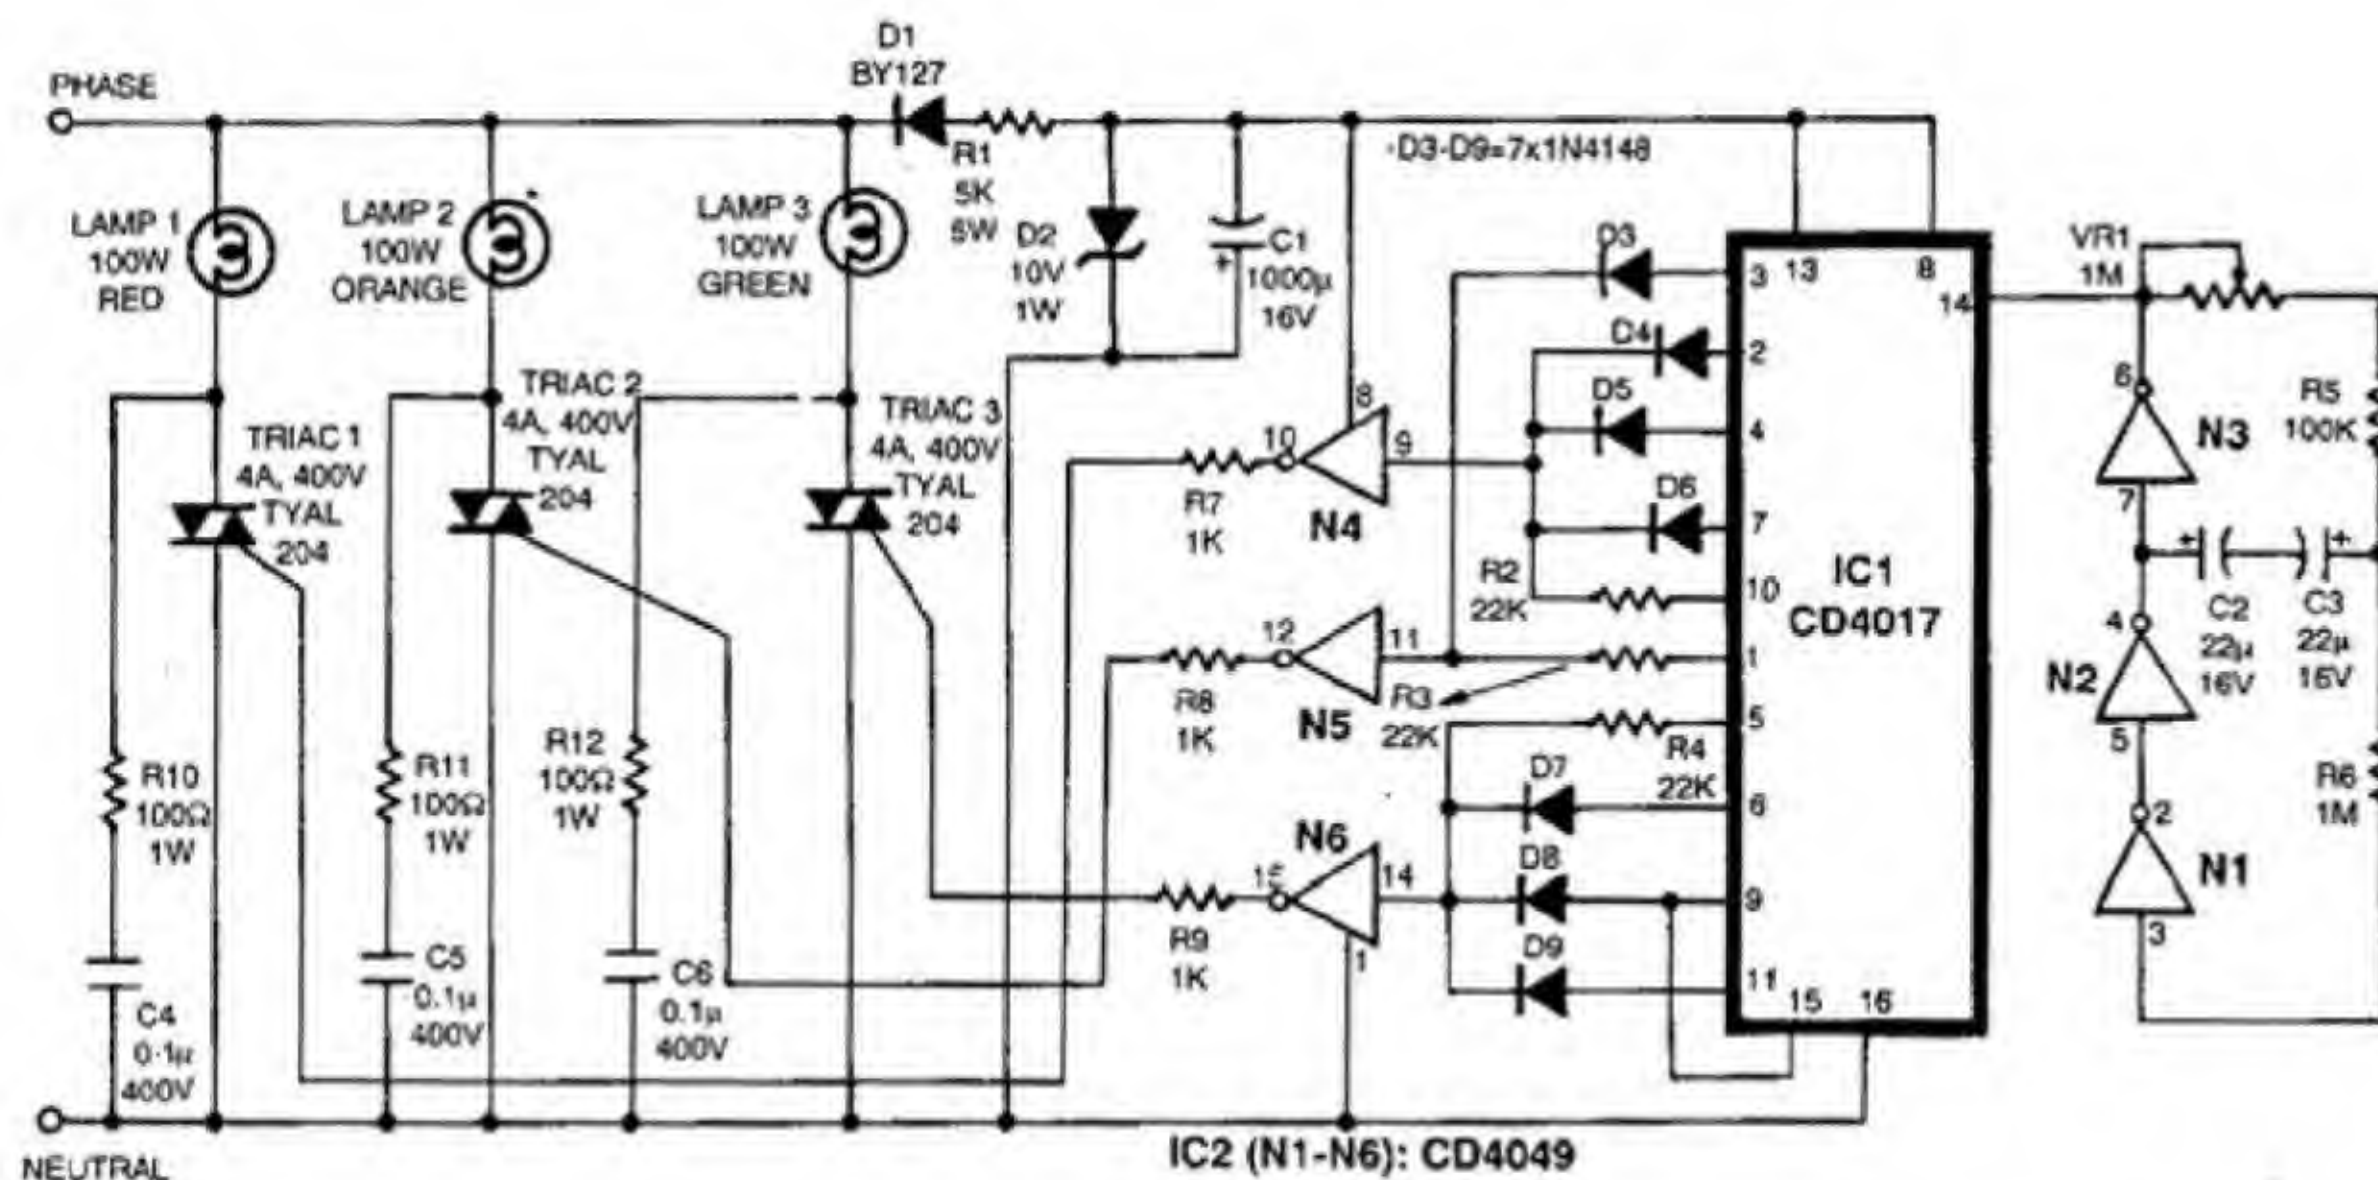 PHASE
D1
BY127
R1
5K
5W
-D3-D9=7x1N4148
LAMP 1
100W
RED
LAMP 2
100W
ORANGE
LAMP 3
100W
GREEN
D2
10V
1W
C1
+
1000µ
16V
TRIAC 1
4A, 400V
TYAL
204
TRIAC 2
4A, 400V
TYAL
204
TRIAC 3
4A, 400V
TYAL
204
D3
D4
D5
D6
3
13
8
14
2
4
7
10
1
5
6
9
11
15
16
IC1
CD4017
VR1
1M
6
N3
7
R5
100K
+
+
C2
22µ
16V
C3
22µ
16V
4
N2
5
R6
1M
2
N1
3
8
10
9
R7
1K
N4
R2
22K
12
11
R8
1K
N5
R3
22K
R4
22K
D7
D8
D9
N6
15
14
1
R9
1K
R10
100Ω
1W
R11
100Ω
1W
R12
100Ω
1W
C4
0.1µ
400V
C5
0.1µ
400V
C6
0.1µ
400V
NEUTRAL
IC2 (N1-N6): CD4049